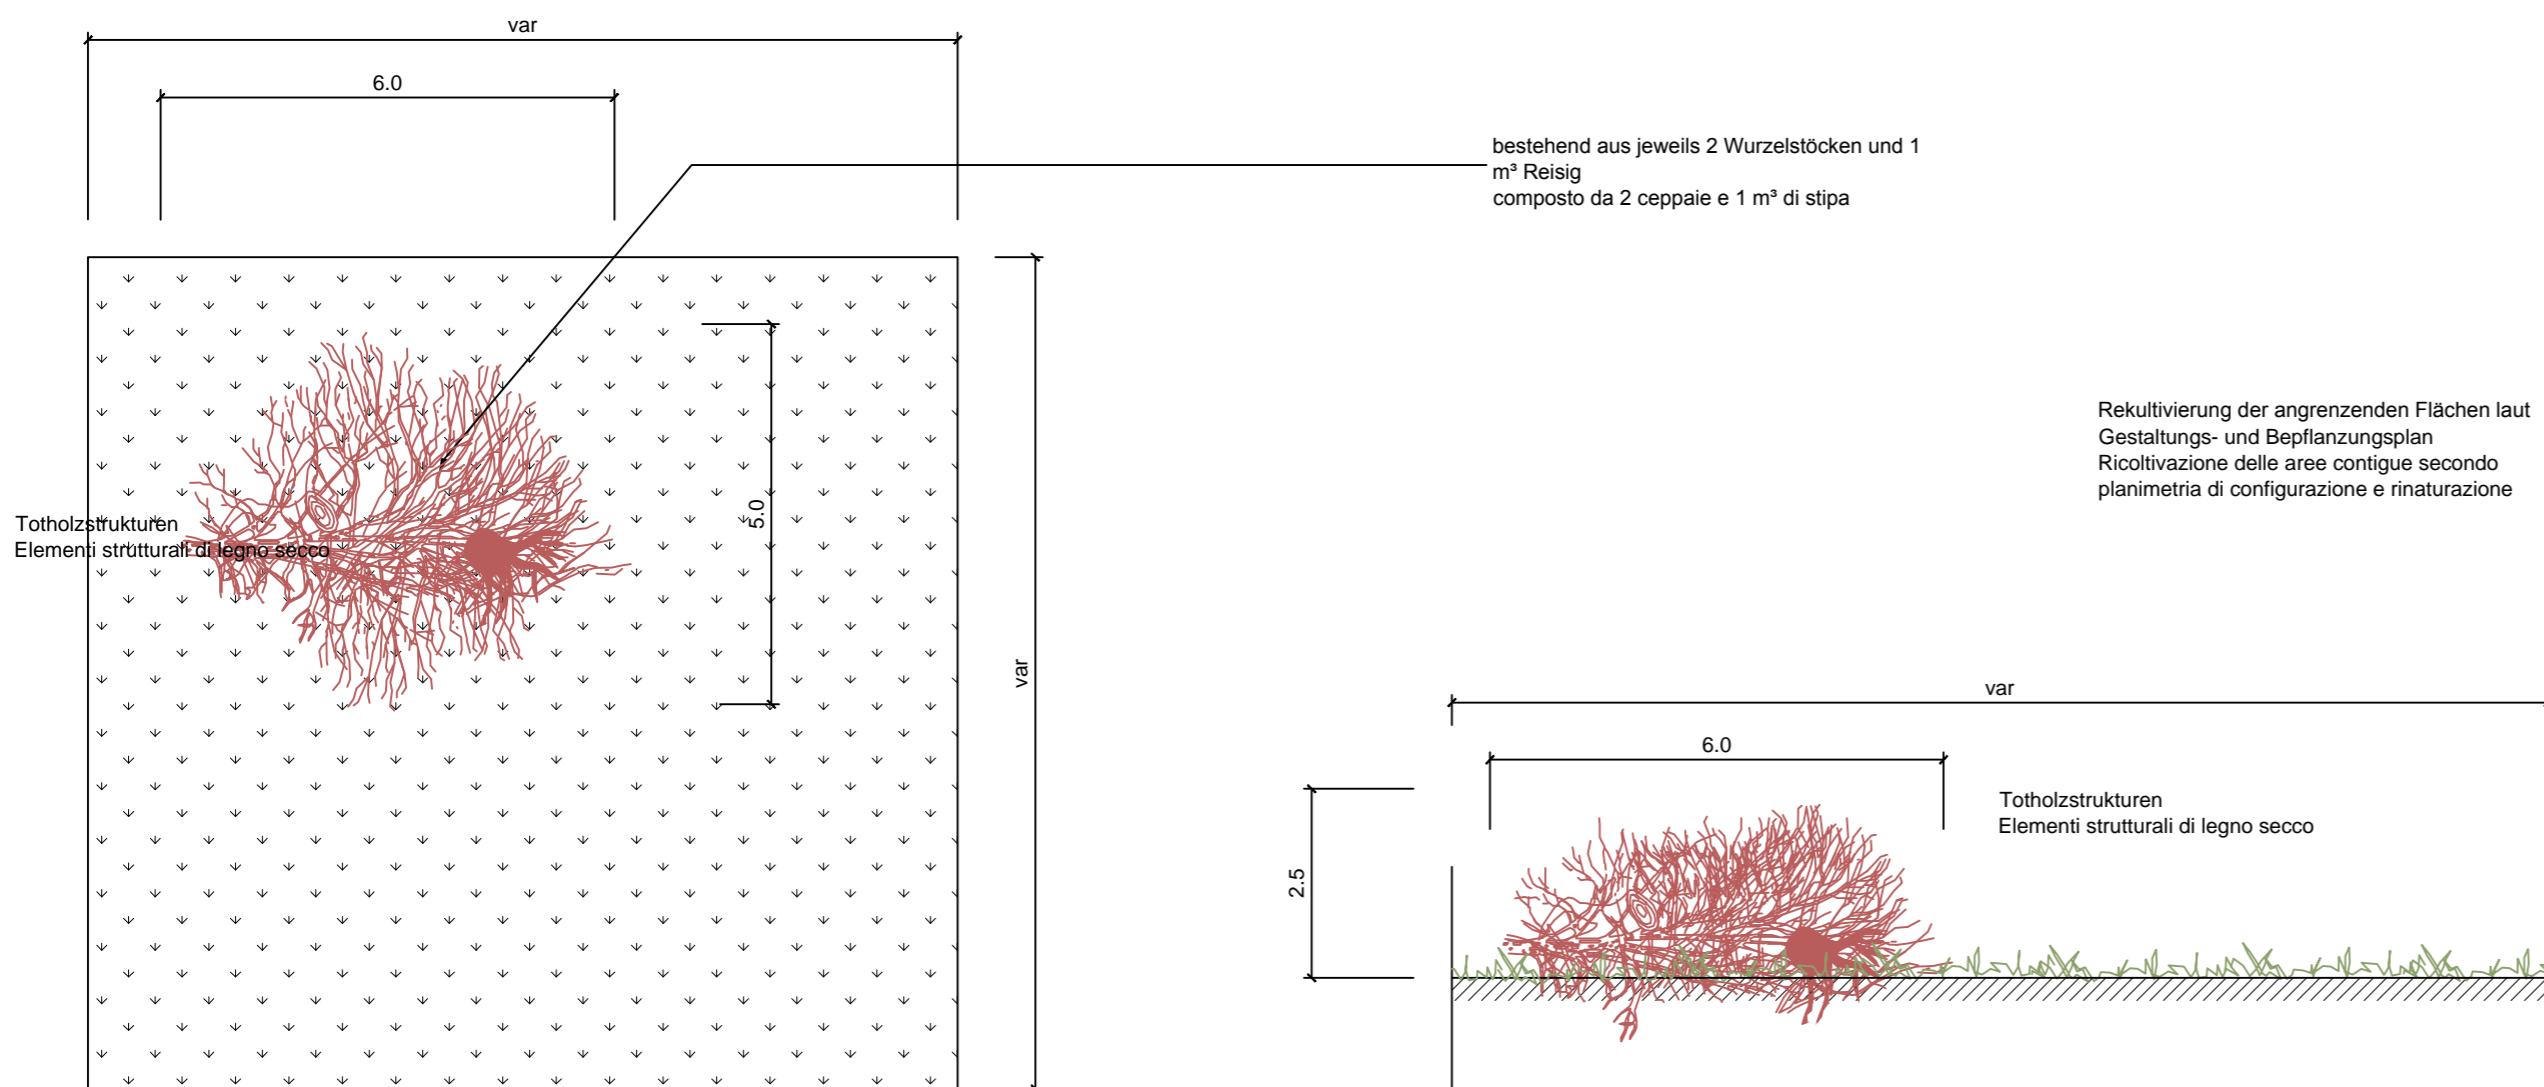 var
6.0
bestehend aus jeweils 2 Wurzelstöcken und 1
m³ Reisig
composto da 2 ceppaie e 1 m³ di stipa
Totholzstrukturen
Elementi strutturali di legno secco
5.0
var
Rekultivierung der angrenzenden Flächen laut
Gestaltungs- und Bepflanzungsplan
Ricoltivazione delle aree contigue secondo
planimetria di configurazione e rinaturazione
var
6.0
Totholzstrukturen
Elementi strutturali di legno secco
2.5